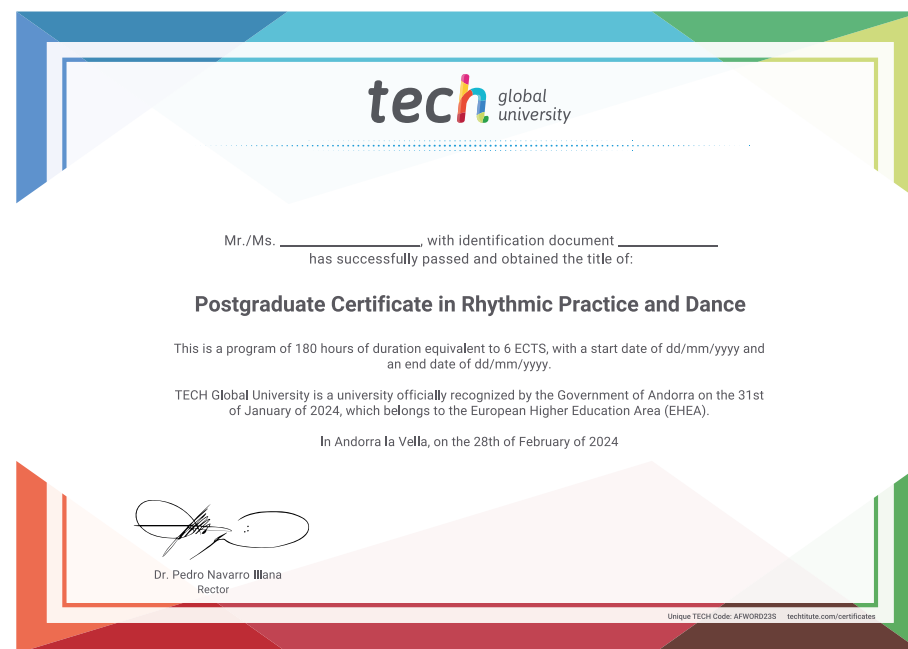 tech global university
Mr./Ms. ____________, with identification document ____________
has successfully passed and obtained the title of:
Postgraduate Certificate in Rhythmic Practice and Dance
This is a program of 180 hours of duration equivalent to 6 ECTS, with a start date of dd/mm/yyyy and
an end date of dd/mm/yyyy.
TECH Global University is a university officially recognized by the Government of Andorra on the 31st
of January of 2024, which belongs to the European Higher Education Area (EHEA).
In Andorra la Vella, on the 28th of February of 2024
Dr. Pedro Navarro Illana
Rector
Unique TECH Code: AFWORD23S techtitute.com/certificates